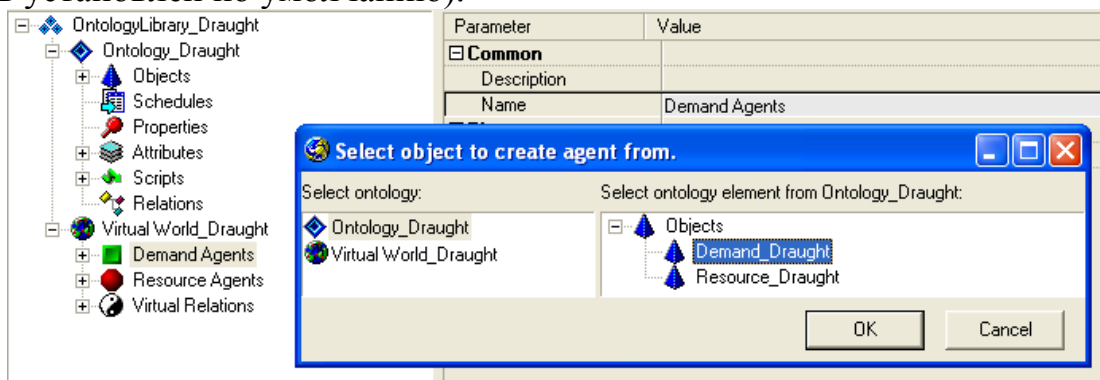 OntologyLibrary_Draught
Ontology_Draught
Objects
Schedules
Properties
Attributes
Scripts
Relations
Virtual World_Draught
Demand Agents
Resource Agents
Virtual Relations
Parameter Value
Common
Description
Name Demand Agents
Select object to create agent from.
Select ontology:
Ontology_Draught
Virtual World_Draught
Select ontology element from Ontology_Draught:
Objects
Demand_Draught
Resource_Draught
OK Cancel